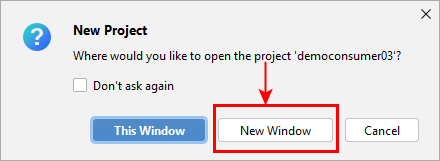 New Project
Where would you like to open the project 'democonsumer03'?
Don't ask again
This Window
New Window
Cancel